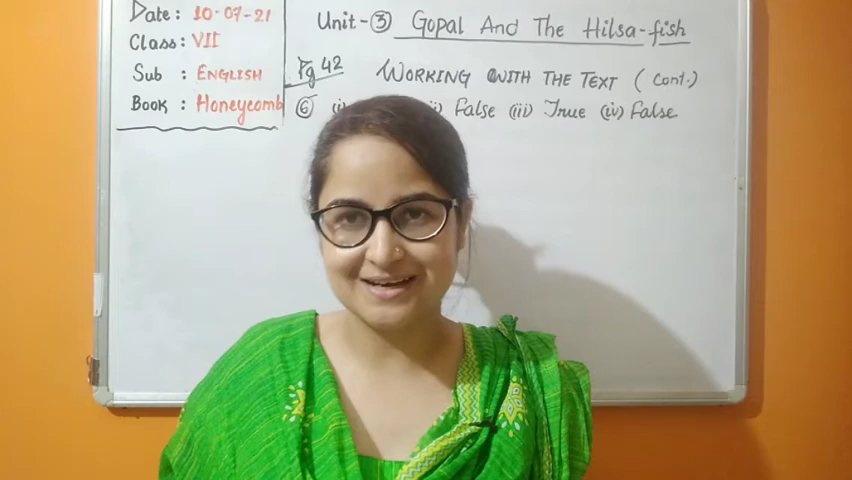 Date : 10-07-21
Class: VII
Sub : ENGLISH
Book : Honeycomb
Unit-③ Gopal And The Hilsa-fish
Pg 42 WORKING WITH THE TEXT ( Cont.)
⑥ (i) ii) False (iii) True (iv) False